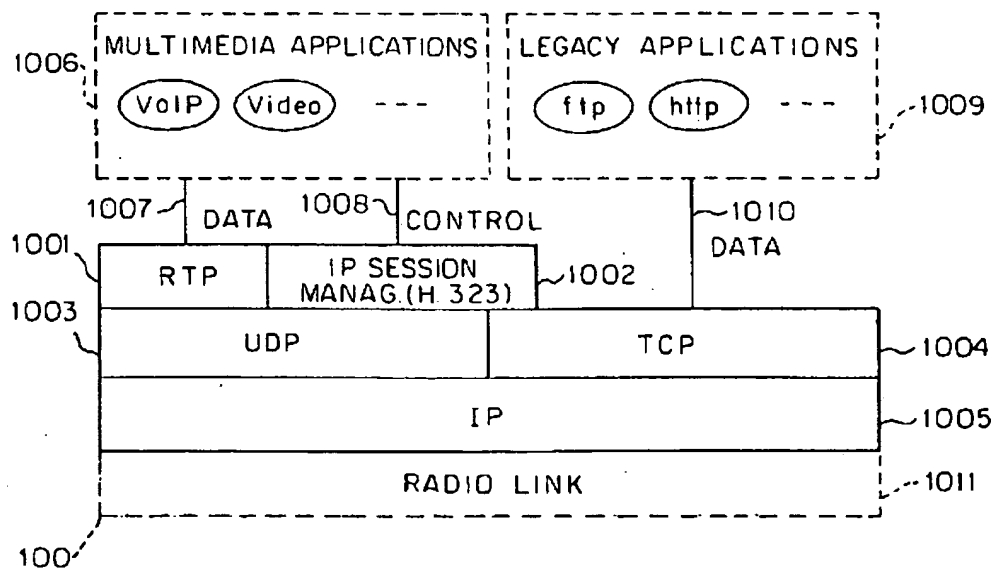 MULTIMEDIA APPLICATIONS
LEGACY APPLICATIONS
1006
VoIP
Video
---
ftp
http
---
1009
1007
DATA
1008
CONTROL
1010
DATA
1001
RTP
IP SESSION
MANAG.(H. 323)
1002
1003
UDP
TCP
1004
IP
1005
RADIO LINK
1011
100